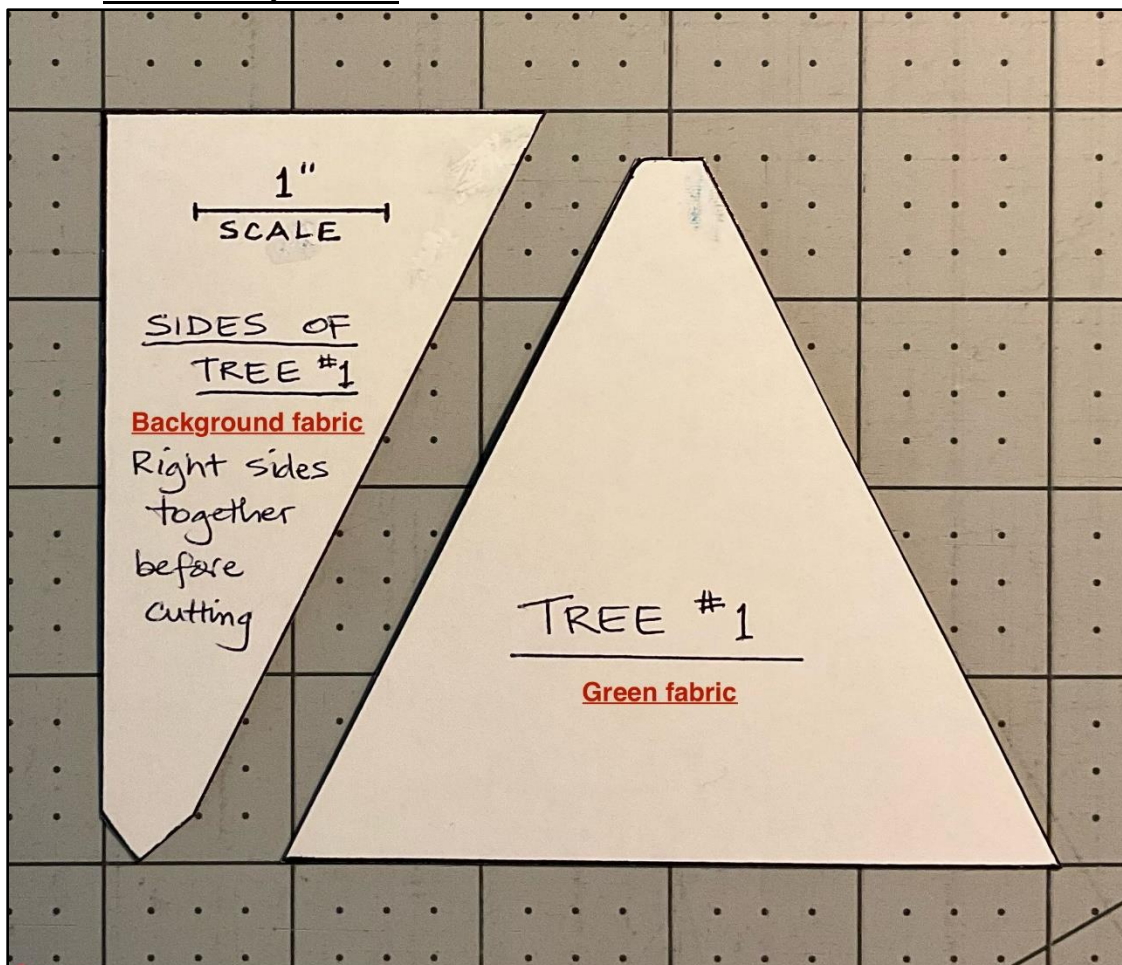 1"
SCALE
SIDES OF
TREE #1
Background fabric
Right sides
together
before
cutting
TREE #1
Green fabric